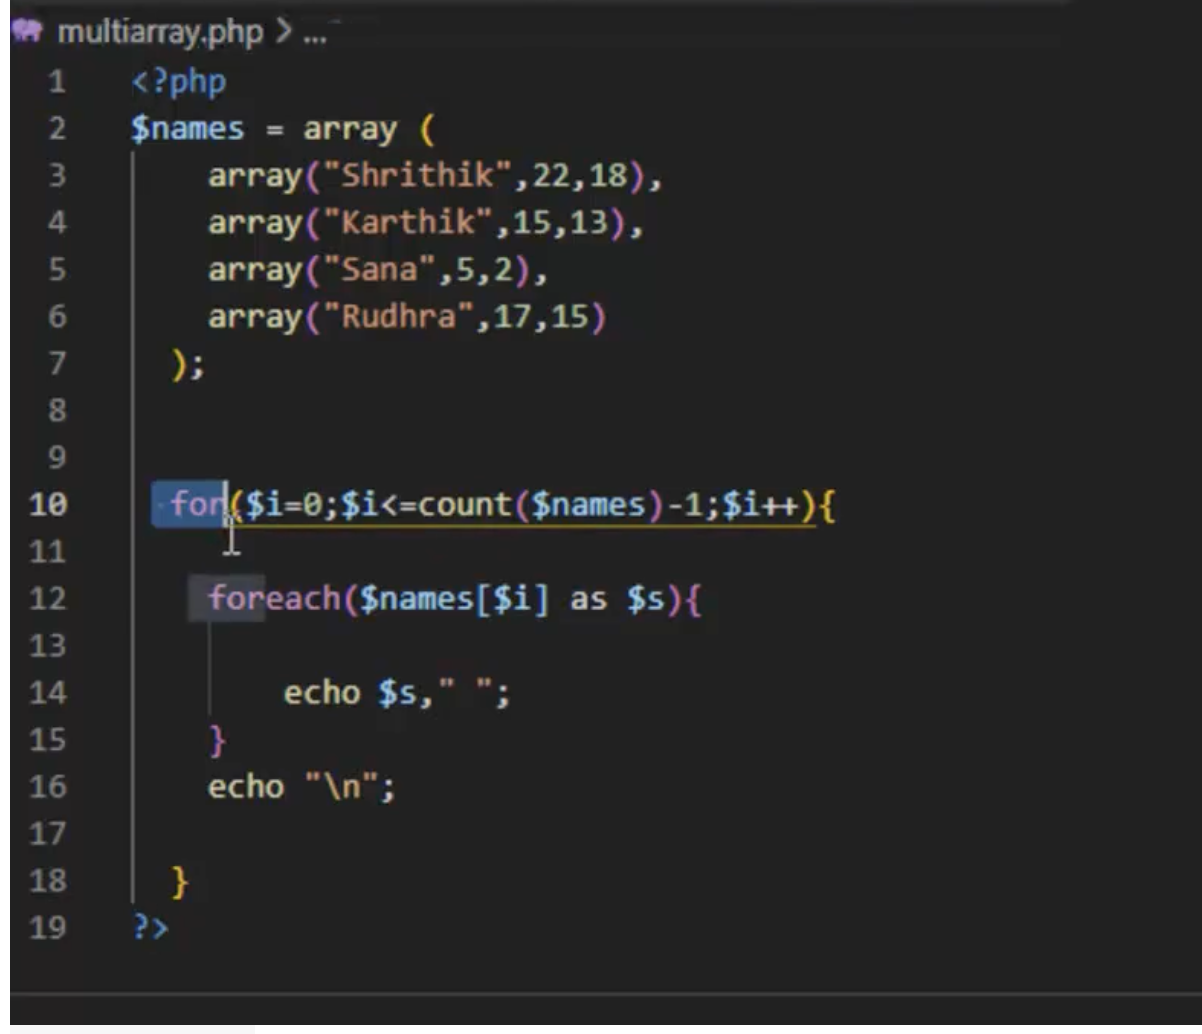 multiarray.php > ...
1 <?php
2 $names = array (
3 array("Shrithik",22,18),
4 array("Karthik",15,13),
5 array("Sana",5,2),
6 array("Rudhra",17,15)
7 );
8
9
10 for($i=0;$i<=count($names)-1;$i++){
11
12 foreach($names[$i] as $s){
13
14 echo $s," ";
15 }
16 echo "\n";
17
18 }
19 ?>